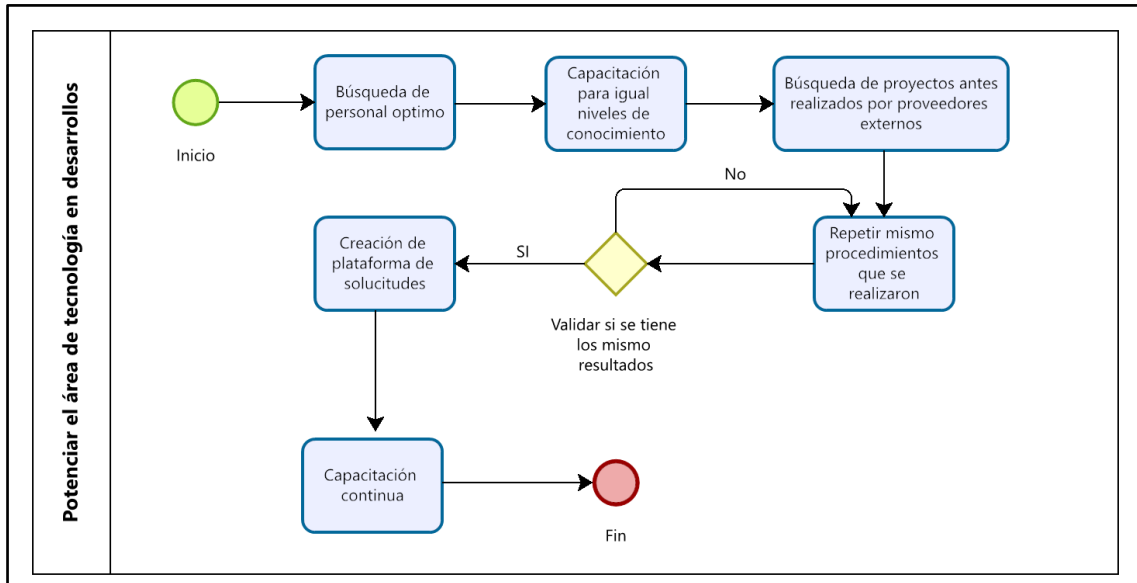 Potenciar el área de tecnología en desarrollos
Inicio
Búsqueda de
personal optimo
Capacitación
para igual
niveles de
conocimiento
Búsqueda de proyectos antes
realizados por proveedores
externos
No
Repetir mismo
procedimientos
que se
realizaron
Validar si se tiene
los mismo
resultados
SI
Creación de
plataforma de
solucitudes
Capacitación
continua
Fin